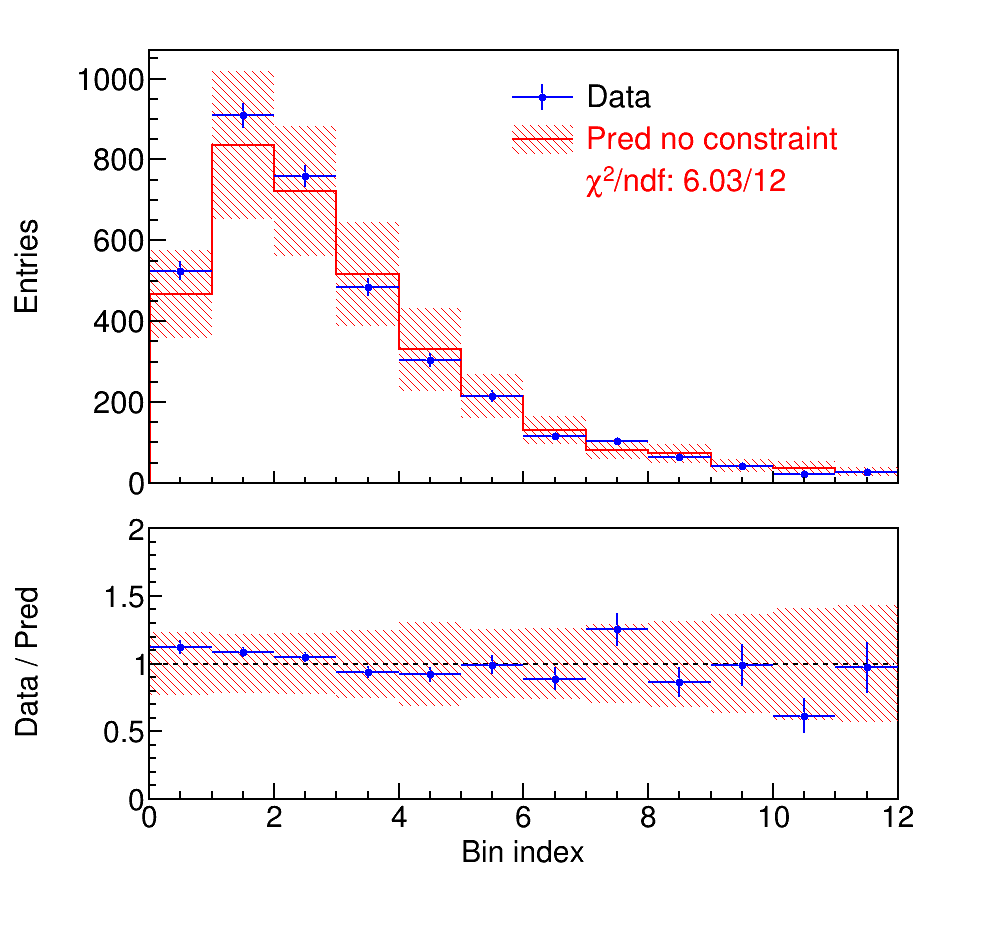 1000
800
600
400
200
0
Entries
Data
Pred no constraint
χ²/ndf: 6.03/12
2
1.5
1
0.5
0
Data / Pred
0 2 4 6 8 10 12
Bin index